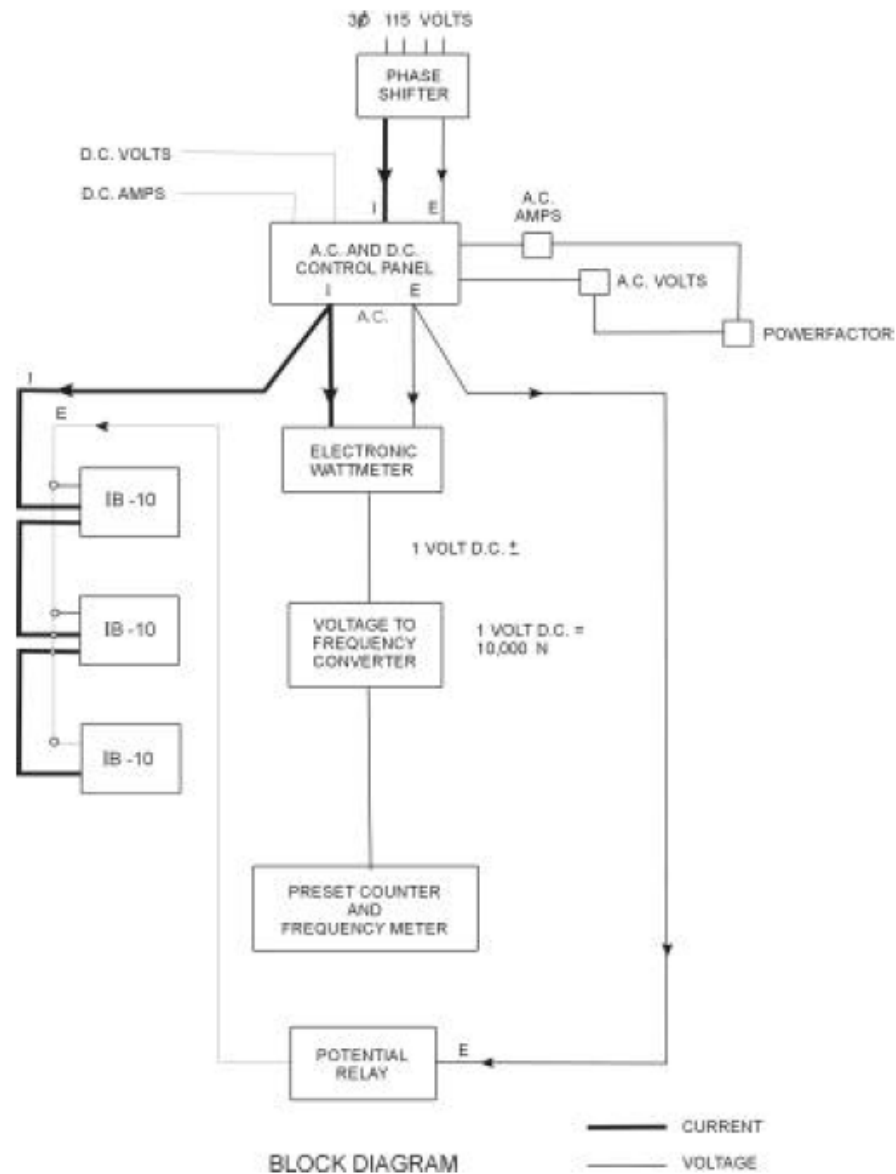 3ϕ 115 VOLTS
PHASE
SHIFTER
D.C. VOLTS
D.C. AMPS
I E
A.C.
AMPS
A.C. AND D.C.
CONTROL PANEL
I E
A.C.
A.C. VOLTS
POWERFACTOR
I
E
ELECTRONIC
WATTMETER
IB -10
1 VOLT D.C. ±
IB -10
VOLTAGE TO
FREQUENCY
CONVERTER
1 VOLT D.C. =
10,000 N
IB -10
PRESET COUNTER
AND
FREQUENCY METER
POTENTIAL
RELAY
E
CURRENT
VOLTAGE
BLOCK DIAGRAM